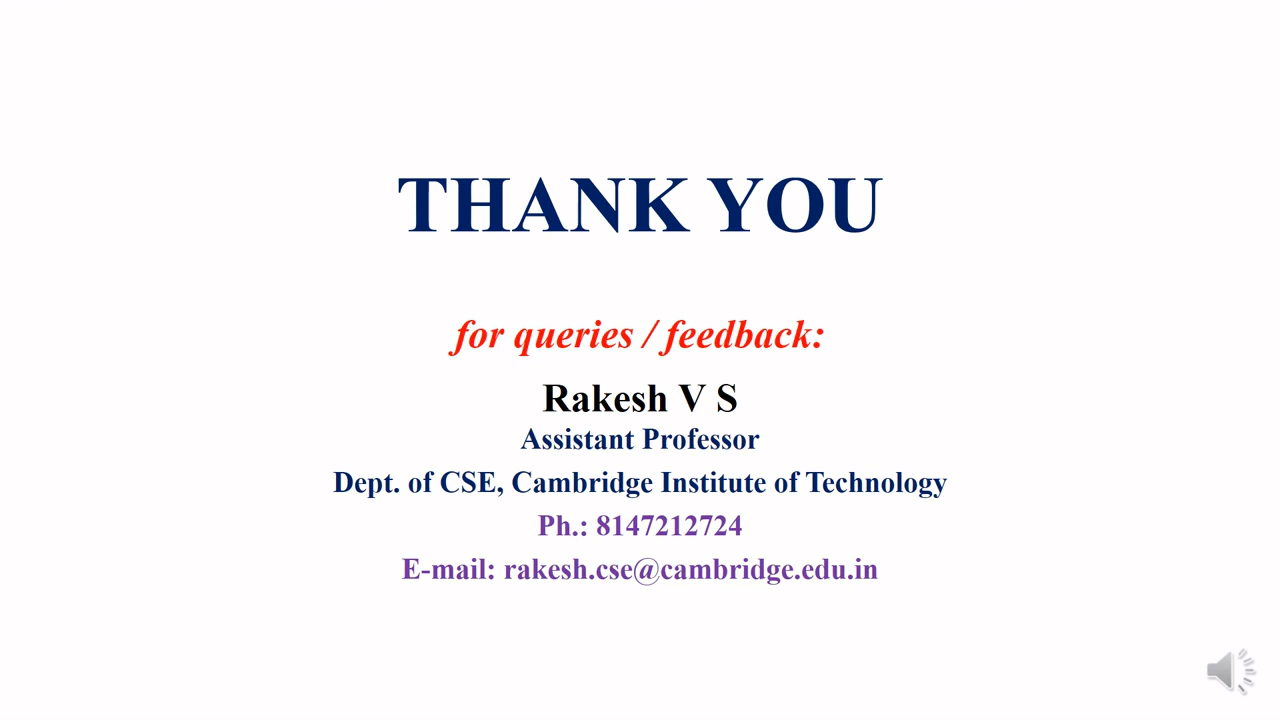 THANK YOU
for queries / feedback:
Rakesh V S
Assistant Professor
Dept. of CSE, Cambridge Institute of Technology
Ph.: 8147212724
E-mail: rakesh.cse@cambridge.edu.in